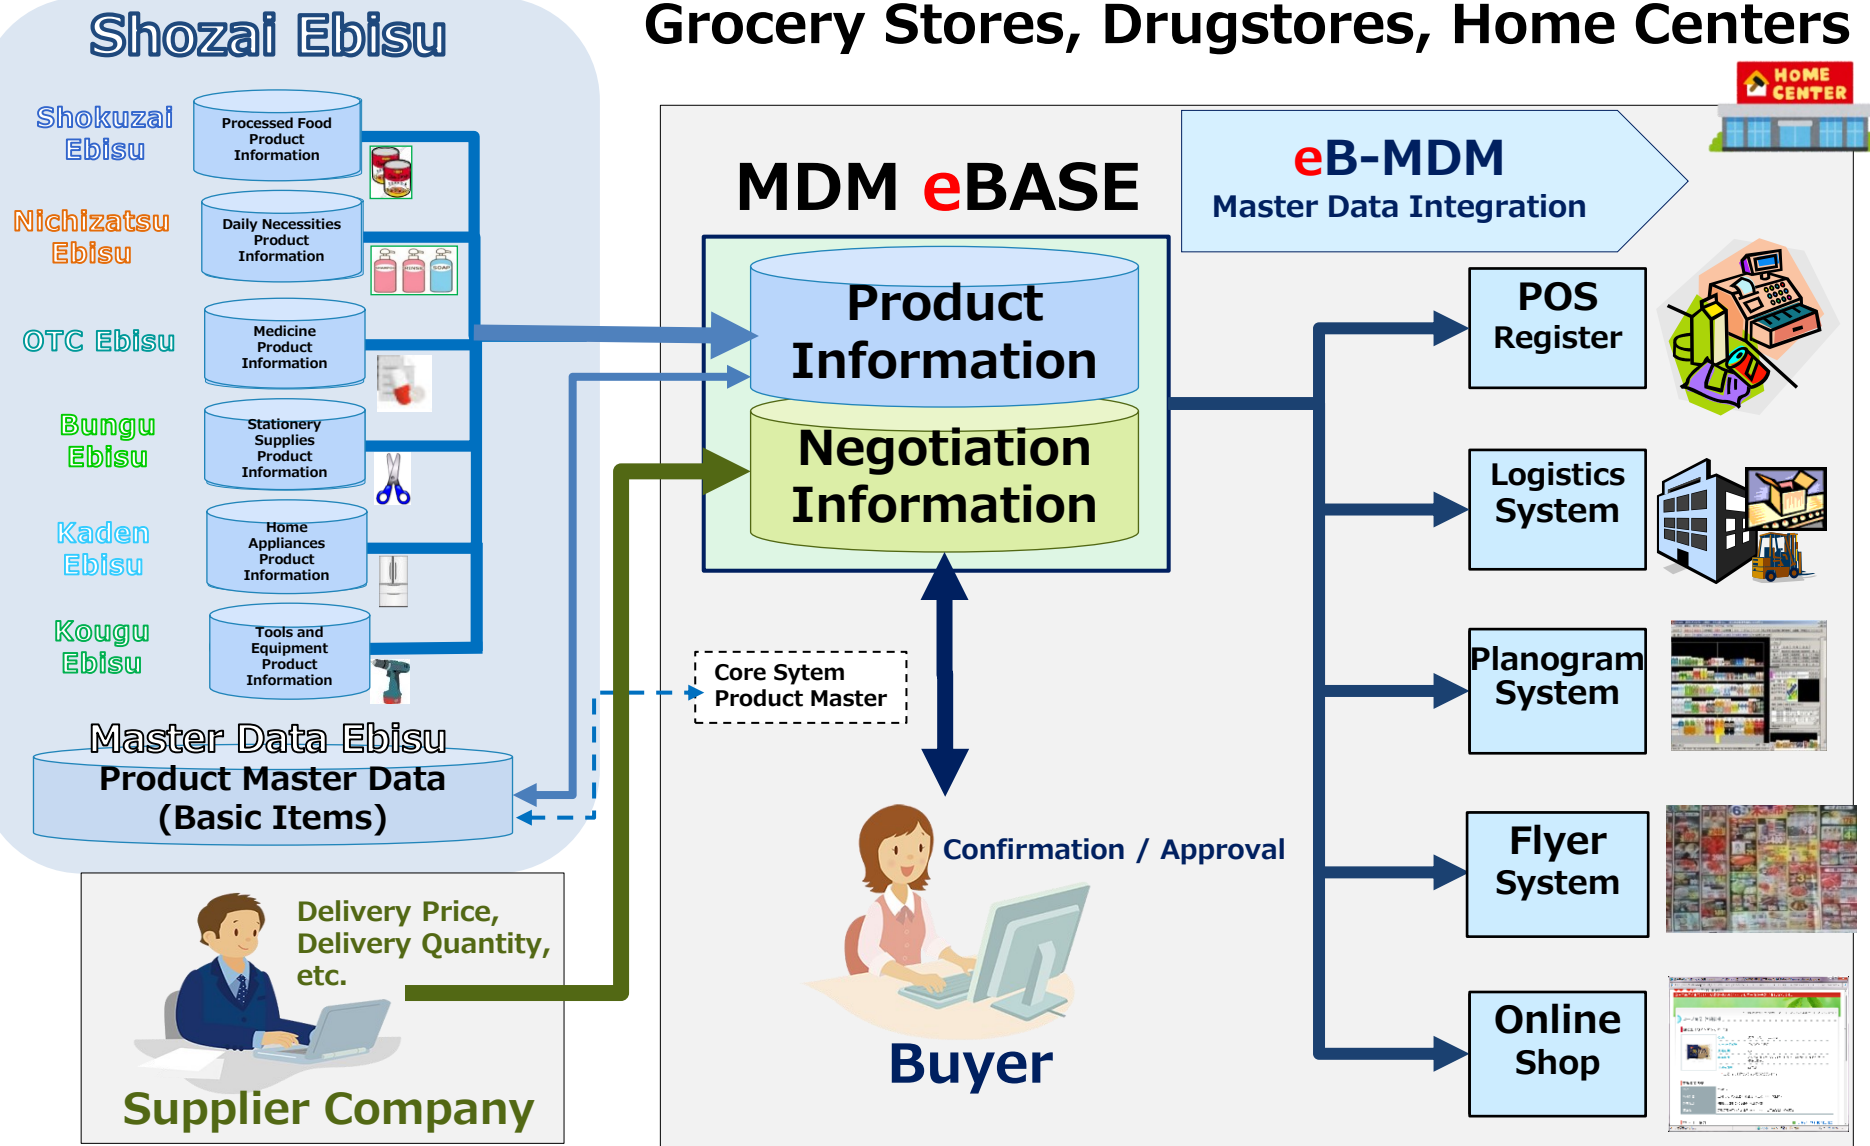 Shozai Ebisu
Grocery Stores, Drugstores, Home Centers
HOME
CENTER
Shokuzai
Ebisu
Processed Food
Product
Information
Nichizatsu
Ebisu
Daily Necessities
Product
Information
RINSE
SOAP
OTC Ebisu
Medicine
Product
Information
Bungu
Ebisu
Stationery
Supplies
Product
Information
Kaden
Ebisu
Home
Appliances
Product
Information
Kougu
Ebisu
Tools and
Equipment
Product
Information
Master Data Ebisu
Product Master Data
(Basic Items)
Delivery Price,
Delivery Quantity,
etc.
Supplier Company
MDM eBASE
Product
Information
Negotiation
Information
Core Sytem
Product Master
Confirmation / Approval
Buyer
eB-MDM
Master Data Integration
POS
Register
Logistics
System
Planogram
System
Flyer
System
Online
Shop